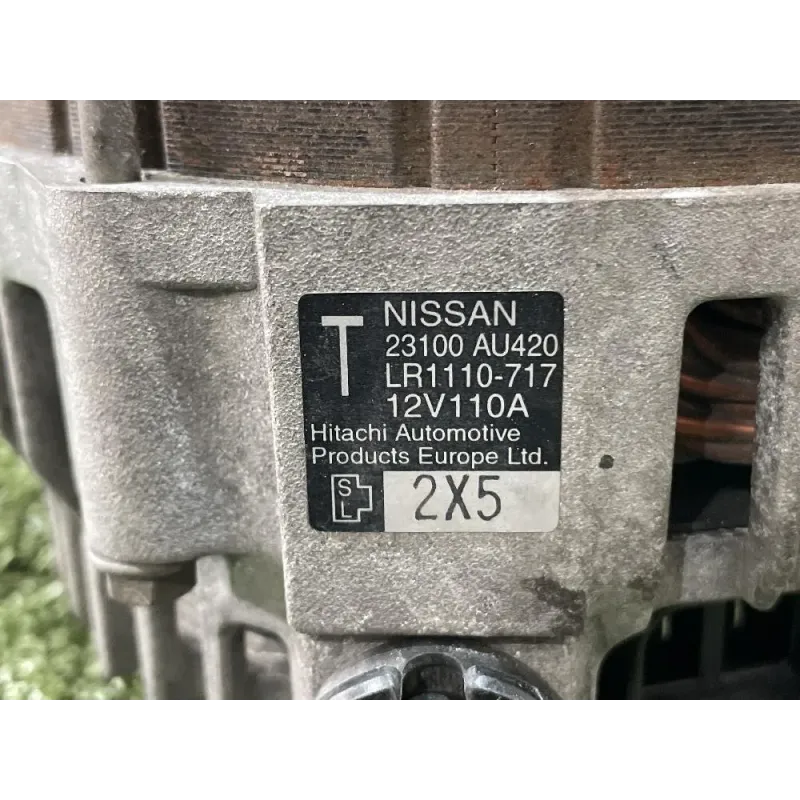 T
NISSAN
23100 AU420
LR1110-717
12V110A
Hitachi Automotive
Products Europe Ltd.
S
L
2X5